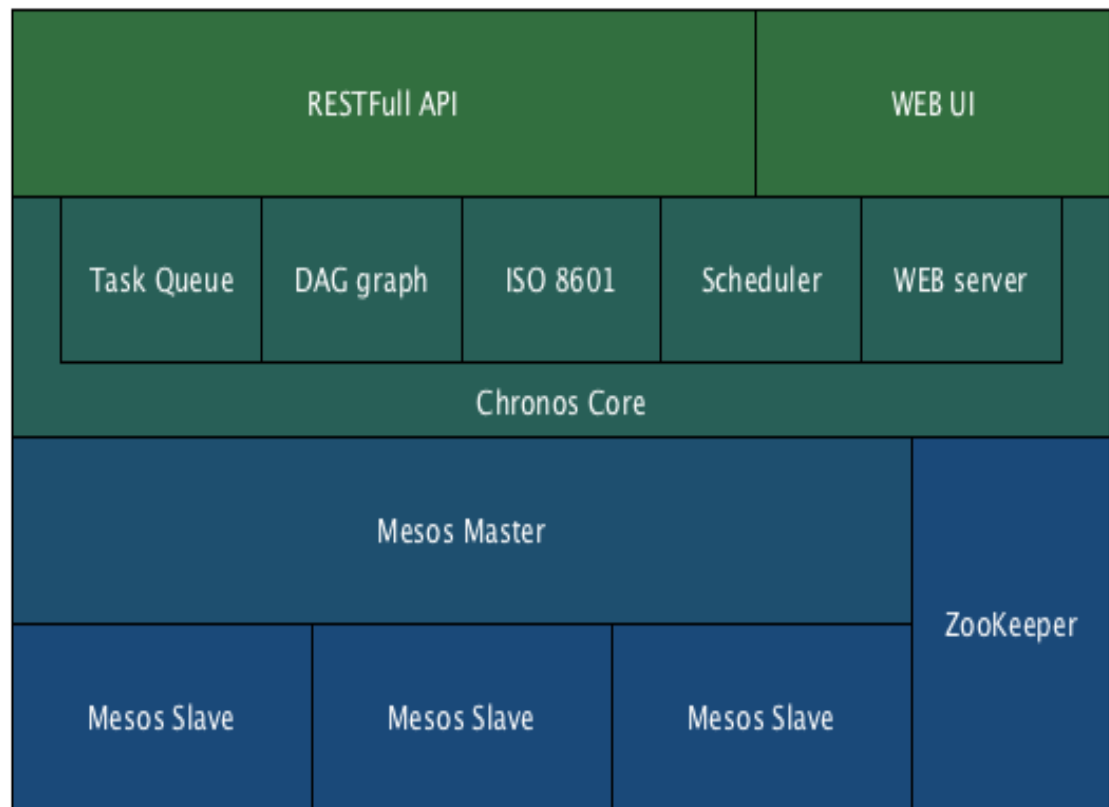 RESTFull API
WEB UI
Task Queue
DAG graph
ISO 8601
Scheduler
WEB server
Chronos Core
Mesos Master
ZooKeeper
Mesos Slave
Mesos Slave
Mesos Slave